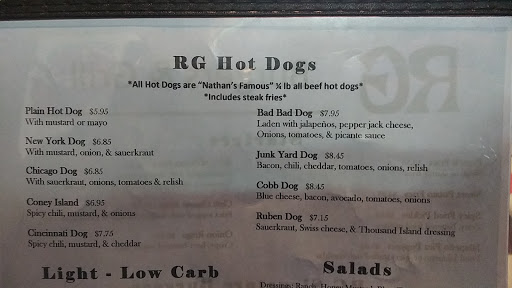 RG Hot Dogs
*All Hot Dogs are "Nathan's Famous" ¼ lb all beef hot dogs*
*Includes steak fries*
Plain Hot Dog $5.95
With mustard or mayo
New York Dog $6.85
With mustard, onion, & sauerkraut
Chicago Dog $6.85
With sauerkraut, onions, tomatoes & relish
Coney Island $6.95
Spicy chili, mustard, & onions
Cincinnati Dog $7.75
Spicy chili, mustard, & cheddar
Bad Bad Dog $7.95
Laden with jalapeños, pepper jack cheese,
Onions, tomatoes, & picante sauce
Junk Yard Dog $8.45
Bacon, chili, cheddar, tomatoes, onions, relish
Cobb Dog $8.45
Blue cheese, bacon, avocado, tomatoes, onions
Ruben Dog $7.15
Sauerkraut, Swiss cheese, & Thousand Island dressing
Light - Low Carb
Salads
Dressings: Ranch, Honey